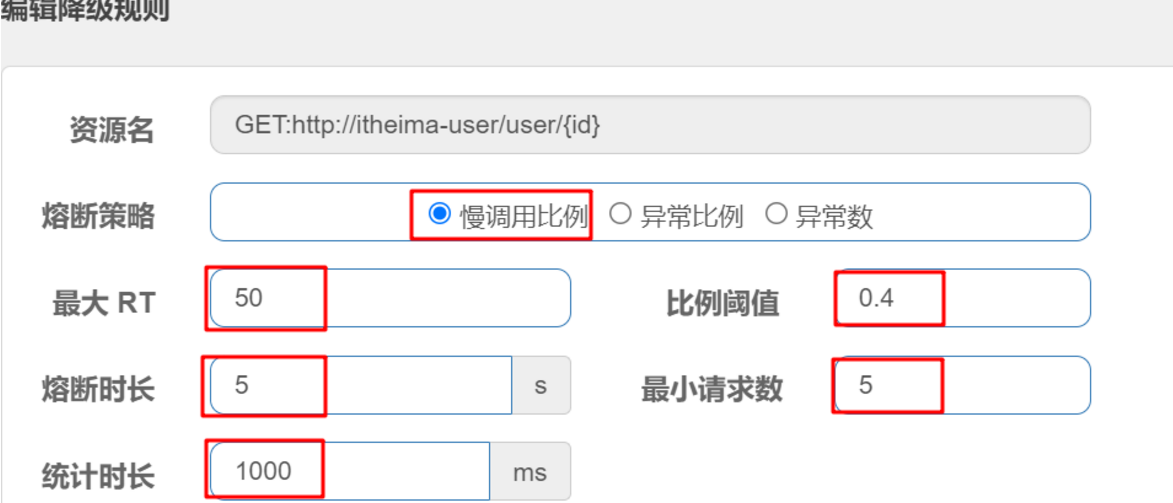 编辑降级规则
资源名 GET:http://itheima-user/user/{id}
熔断策略 慢调用比例 异常比例 异常数
最大 RT 50 比例阈值 0.4
熔断时长 5 s 最小请求数 5
统计时长 1000 ms